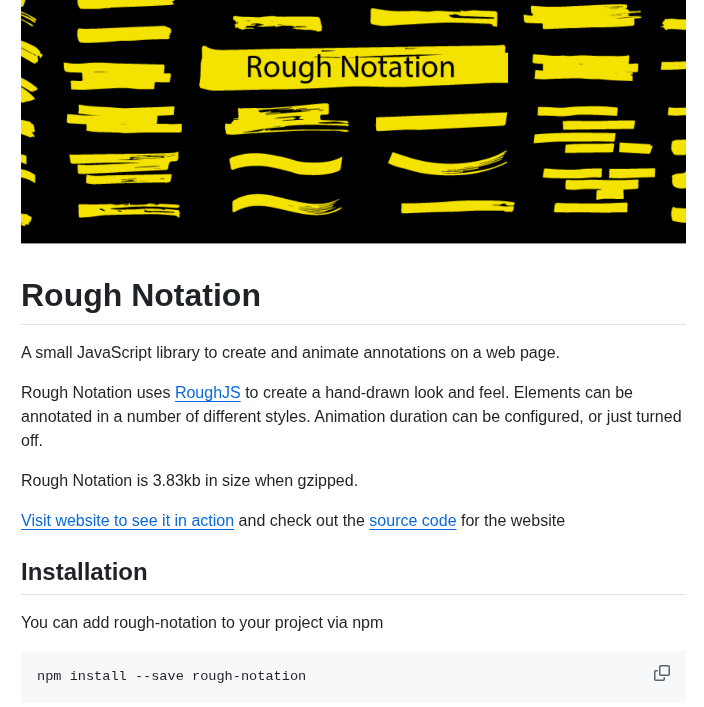 Rough Notation
Rough Notation
A small JavaScript library to create and animate annotations on a web page.
Rough Notation uses RoughJS to create a hand-drawn look and feel. Elements can be
annotated in a number of different styles. Animation duration can be configured, or just turned
off.
Rough Notation is 3.83kb in size when gzipped.
Visit website to see it in action and check out the source code for the website
Installation
You can add rough-notation to your project via npm
npm install --save rough-notation